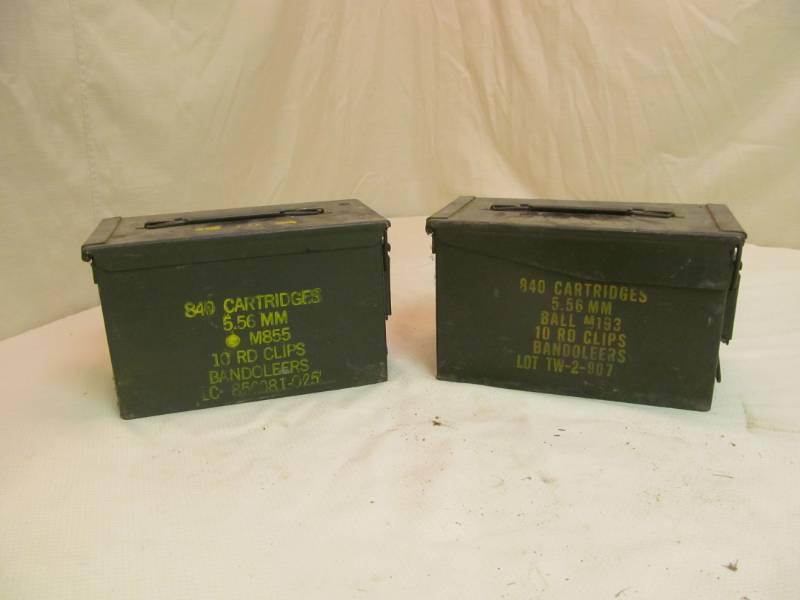 840 CARTRIDGES
5.56 MM
M855
10 RD CLIPS
BANDOLEERS
840 CARTRIDGES
5.56 MM
BALL M193
10 RD CLIPS
BANDOLEERS
LOT TW-2-907